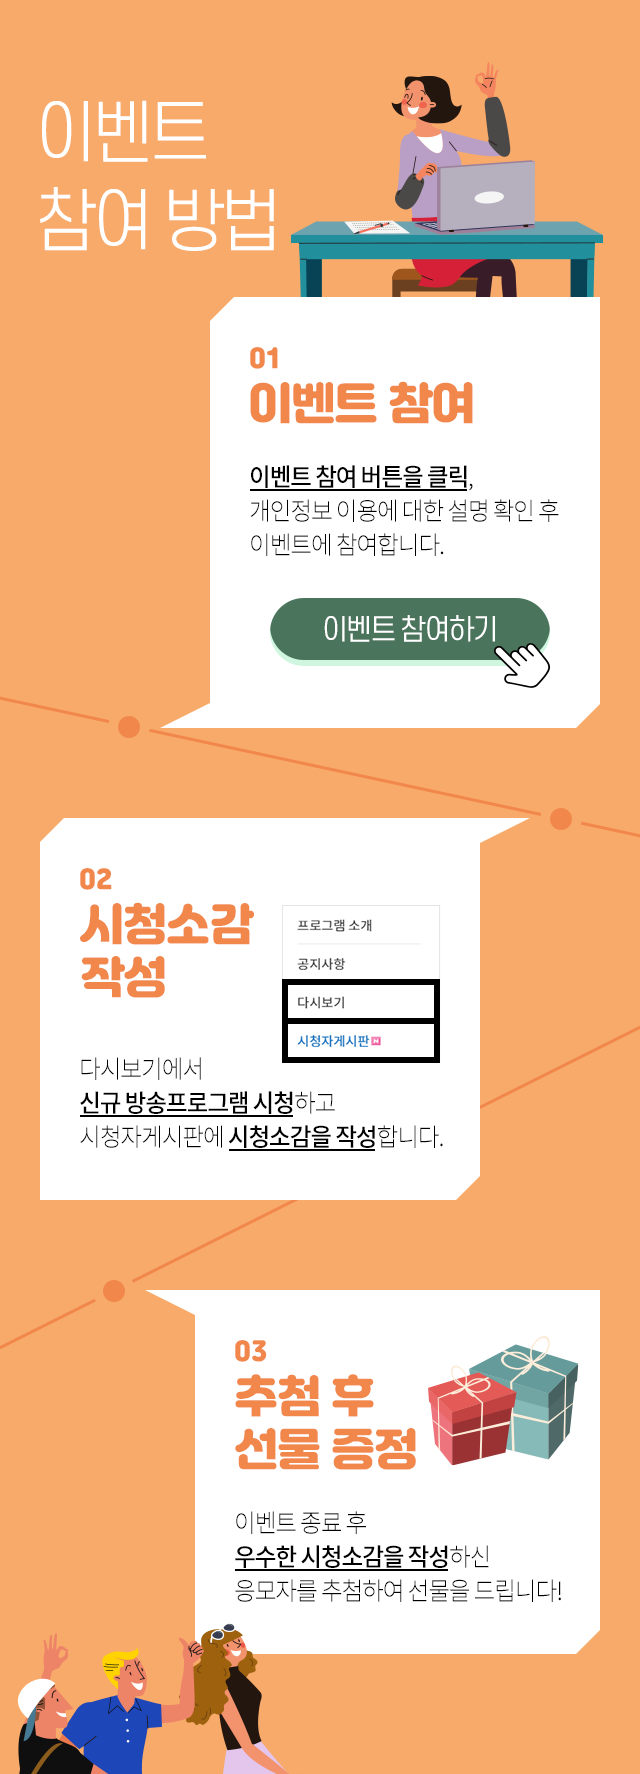 이벤트
참여 방법
01
이벤트 참여
이벤트 참여 버튼을 클릭,
개인정보 이용에 대한 설명 확인 후
이벤트에 참여합니다.
이벤트 참여하기
02
시청소감
작성
프로그램 소개
공지사항
다시보기
시청자게시판 N
다시보기에서
신규 방송프로그램 시청하고
시청자게시판에 시청소감을 작성합니다.
03
추첨 후
선물 증정
이벤트 종료 후
우수한 시청소감을 작성하신
응모자를 추첨하여 선물을 드립니다!